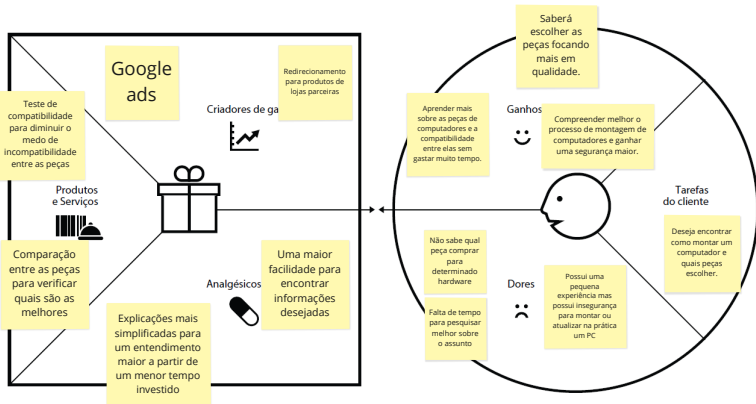 Google
ads
Redirecionamento
para produtos de
lojas parceiras
Criadores de ga
Teste de
compatibilidade
para diminuir o
medo de
incompatibilidade
entre as peças
Produtos
e Serviços
Comparação
entre as peças
para verificar
quais são as
melhores
Analgésicos
Uma maior
facilidade para
encontrar
informações
desejadas
Explicações mais
simplificadas para
um entendimento
maior a partir de
um menor tempo
investido
Saberá
escolher as
peças focando
mais em
qualidade.
Aprender mais
sobre as peças de
computadores e a
compatibilidade
entre elas sem
gastar muito tempo.
Ganhos
Compreender melhor o
processo de montagem de
computadores e ganhar
uma segurança maior.
Tarefas
do cliente
Deseja encontrar
como montar um
computador e
quais peças
escolher.
Não sabe qual
peça comprar
para
determinado
hardware
Dores
Falta de tempo
para pesquisar
melhor sobre
o assunto
Possui uma
pequena
experiência mas
possui insegurança
para montar ou
atualizar na prática
um PC